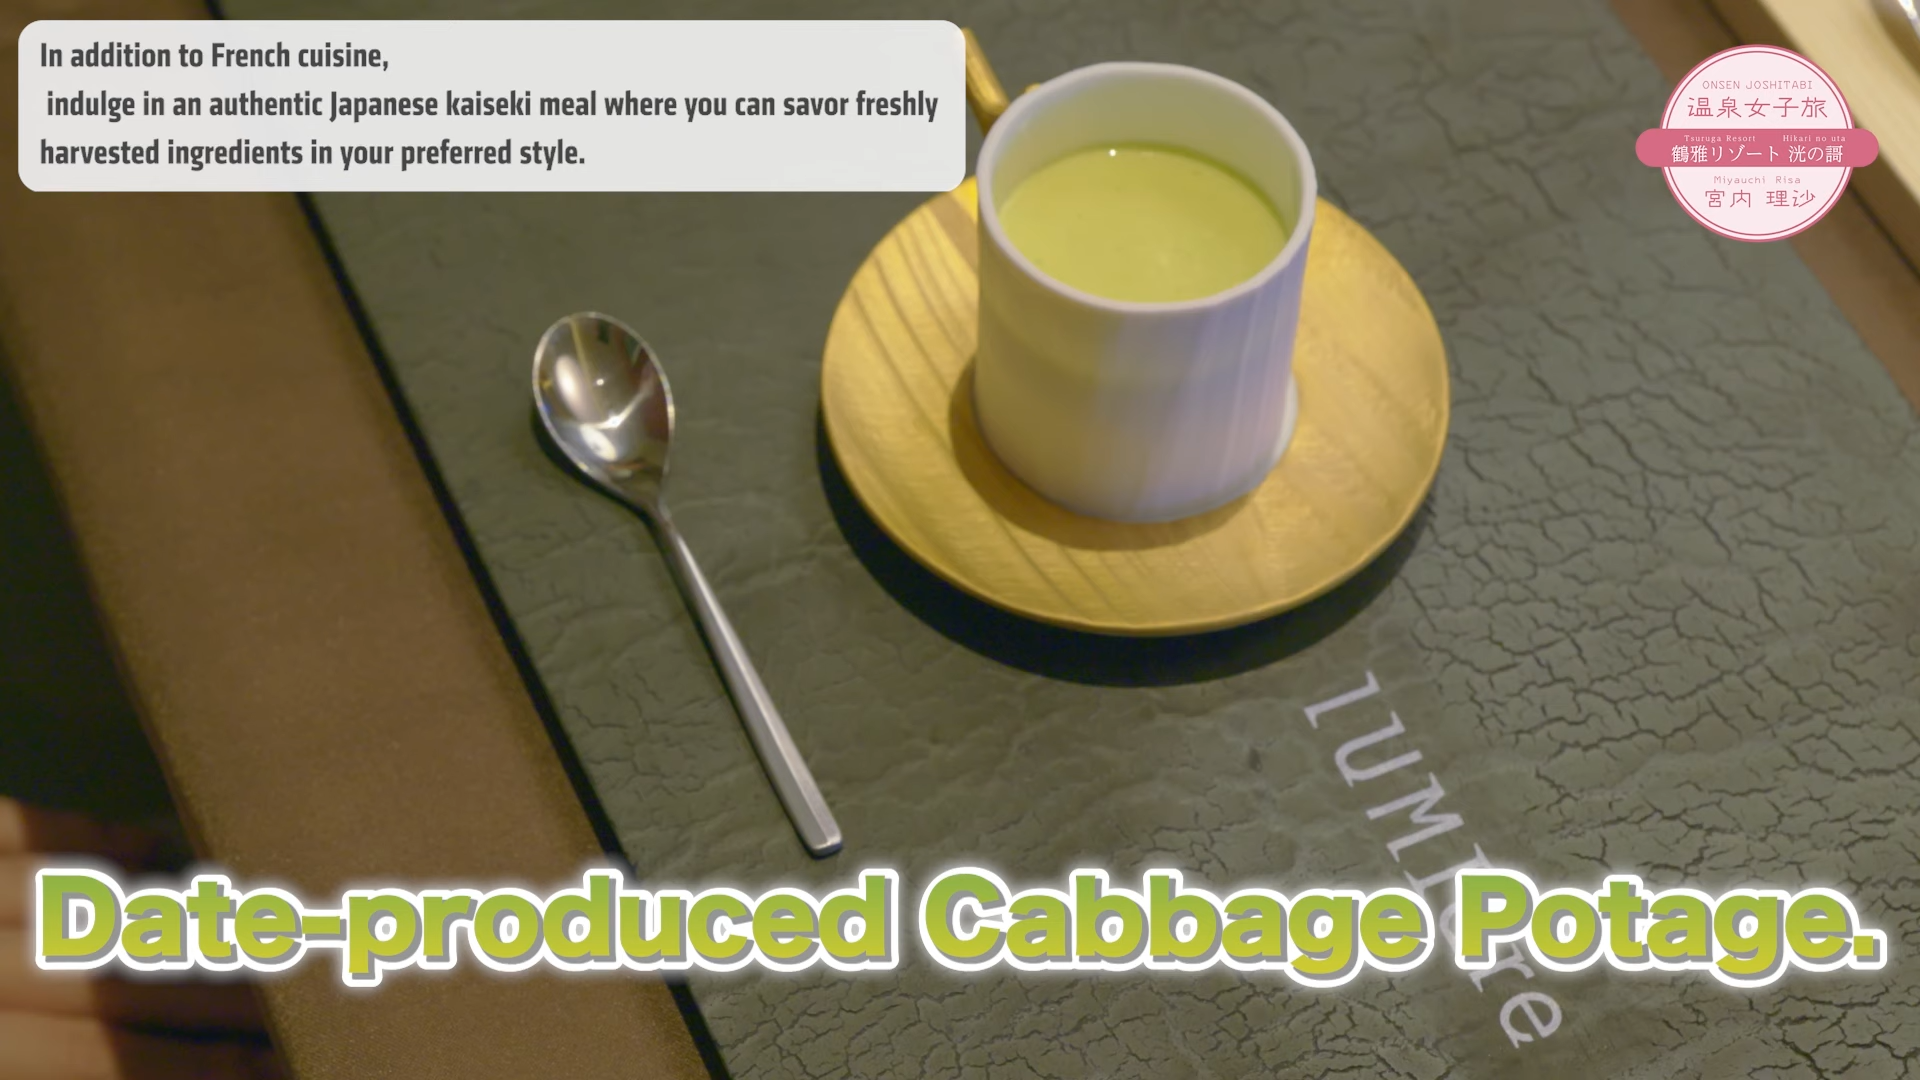 In addition to French cuisine,
indulge in an authentic Japanese kaiseki meal where you can savor freshly
harvested ingredients in your preferred style.
ONSEN JOSHITABI
温泉女子旅
Tsuruga Resort Hikari no uta
鶴雅リゾート 洸の謌
Miyauchi Risa
宮内 理沙
lUMIère
Date-produced Cabbage Potage.